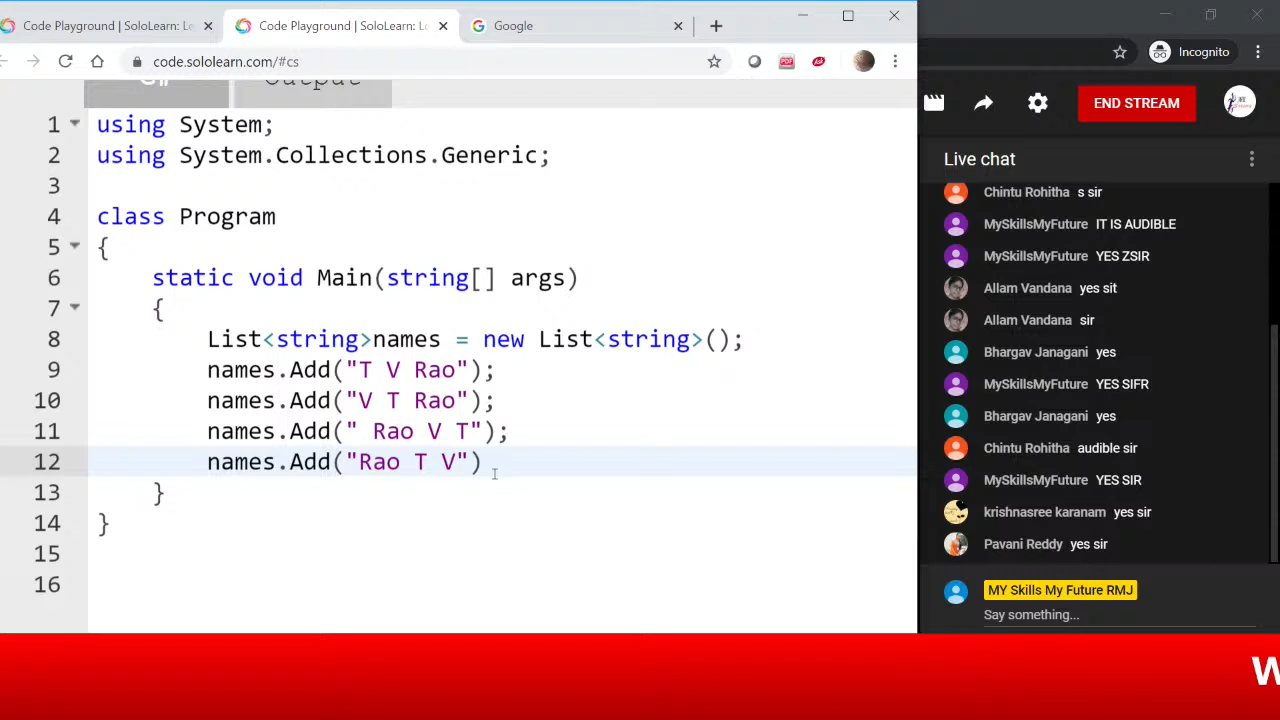 Code Playground | SoloLearn: Le
Code Playground | SoloLearn: Le
Google
code.sololearn.com/#cs
PDF
Incognito
C#
Output
END STREAM
Live chat
1 using System;
2 using System.Collections.Generic;
3
4 class Program
5 {
6 static void Main(string[] args)
7 {
8 List<string>names = new List<string>();
9 names.Add("T V Rao");
10 names.Add("V T Rao");
11 names.Add(" Rao V T");
12 names.Add("Rao T V")
13 }
14 }
15
16
Chintu Rohitha s sir
MySkillsMyFuture IT IS AUDIBLE
MySkillsMyFuture YES ZSIR
Allam Vandana yes sit
Allam Vandana sir
Bhargav Janagani yes
MySkillsMyFuture YES SIFR
Bhargav Janagani yes
Chintu Rohitha audible sir
MySkillsMyFuture YES SIR
krishnasree karanam yes sir
Pavani Reddy yes sir
MY Skills My Future RMJ
Say something...
W